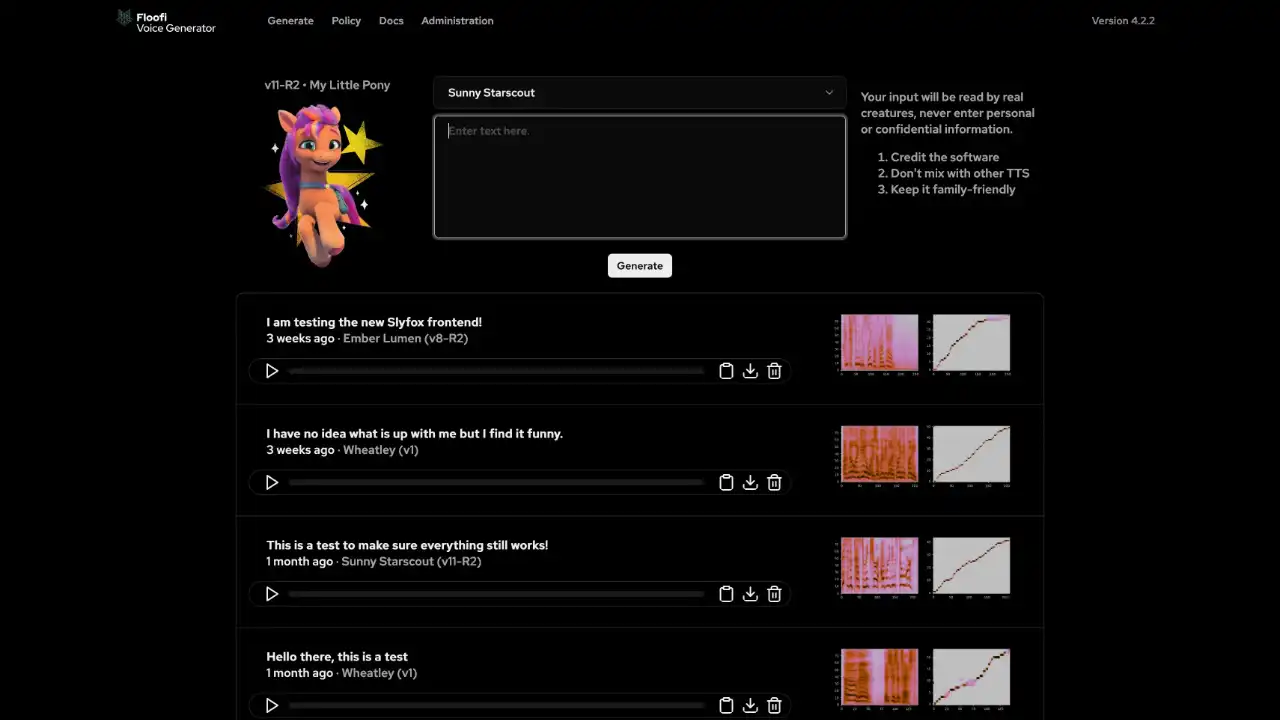 Floofi
Voice Generator
Generate
Policy
Docs
Administration
Version 4.2.2
v11-R2 • My Little Pony
Sunny Starscout
Enter text here.
Your input will be read by real
creatures, never enter personal
or confidential information.
1. Credit the software
2. Don't mix with other TTS
3. Keep it family-friendly
Generate
I am testing the new Slyfox frontend!
3 weeks ago · Ember Lumen (v8-R2)
I have no idea what is up with me but I find it funny.
3 weeks ago · Wheatley (v1)
This is a test to make sure everything still works!
1 month ago · Sunny Starscout (v11-R2)
Hello there, this is a test
1 month ago · Wheatley (v1)